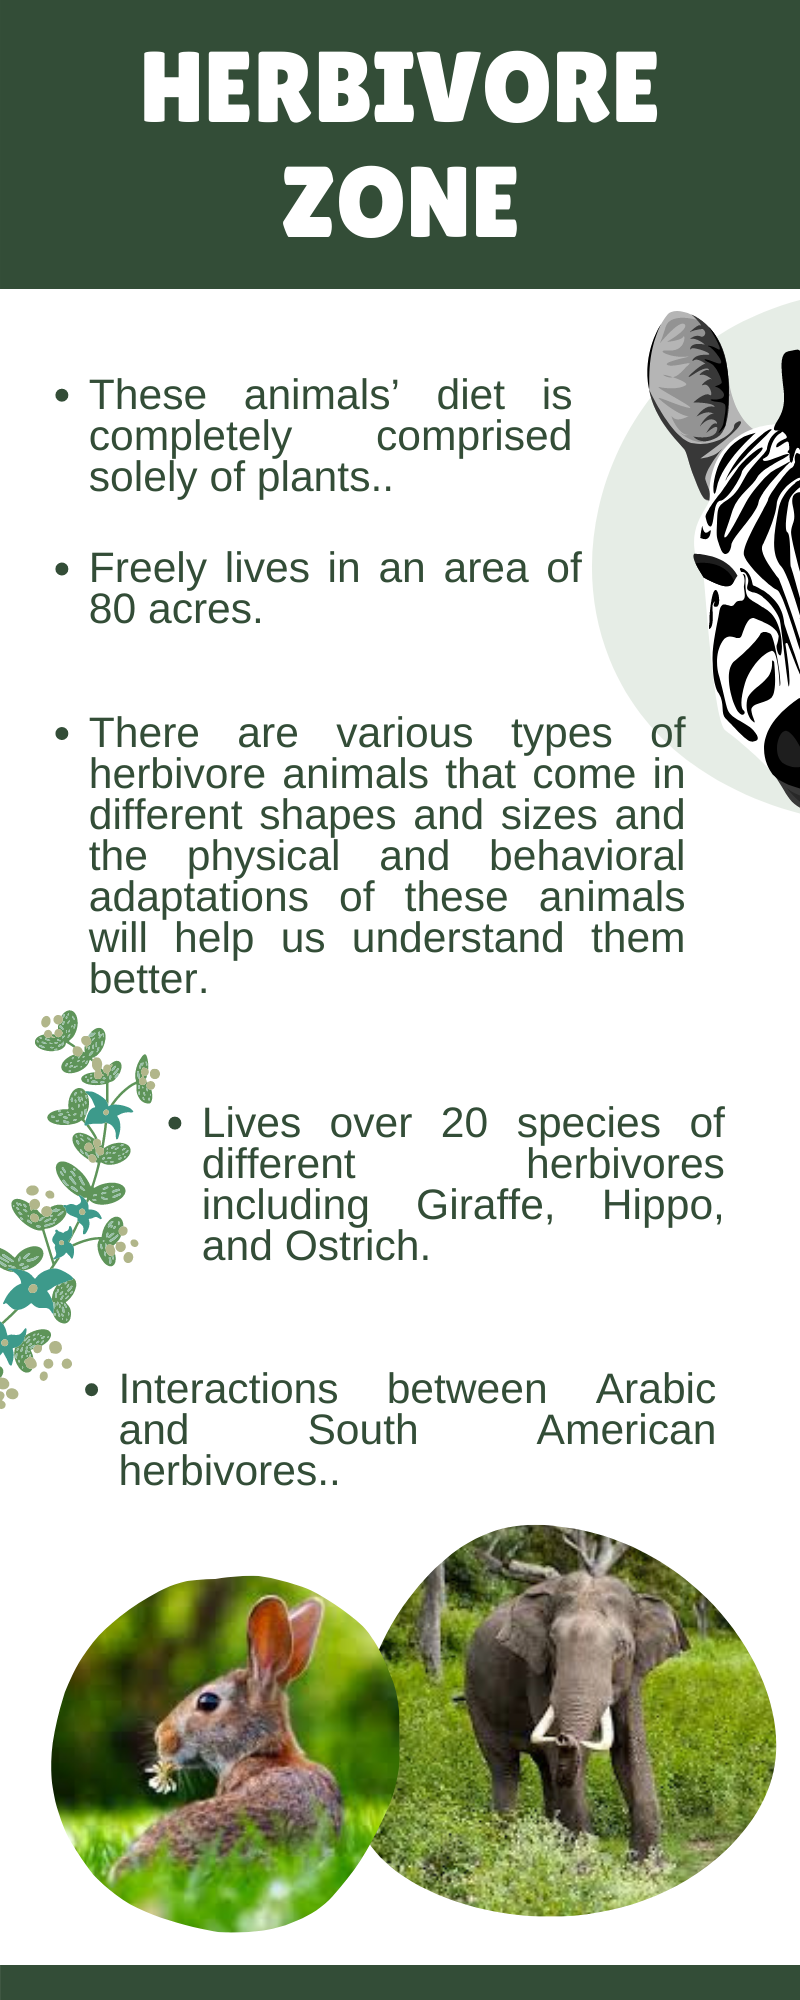 HERBIVORE
ZONE
• These animals’ diet is
completely comprised
solely of plants..
• Freely lives in an area of
80 acres.
• There are various types of
herbivore animals that come in
different shapes and sizes and
the physical and behavioral
adaptations of these animals
will help us understand them
better.
• Lives over 20 species of
different herbivores
including Giraffe, Hippo,
and Ostrich.
• Interactions between Arabic
and South American
herbivores..